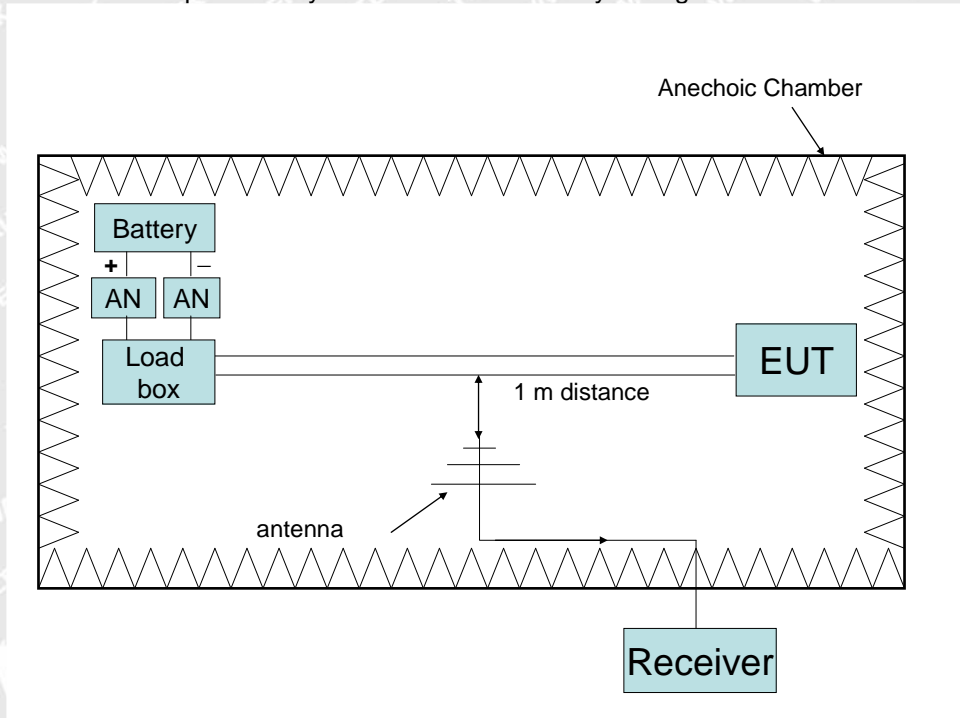 Anechoic Chamber
Battery
+ –
AN AN
Load
box
EUT
1 m distance
antenna
Receiver